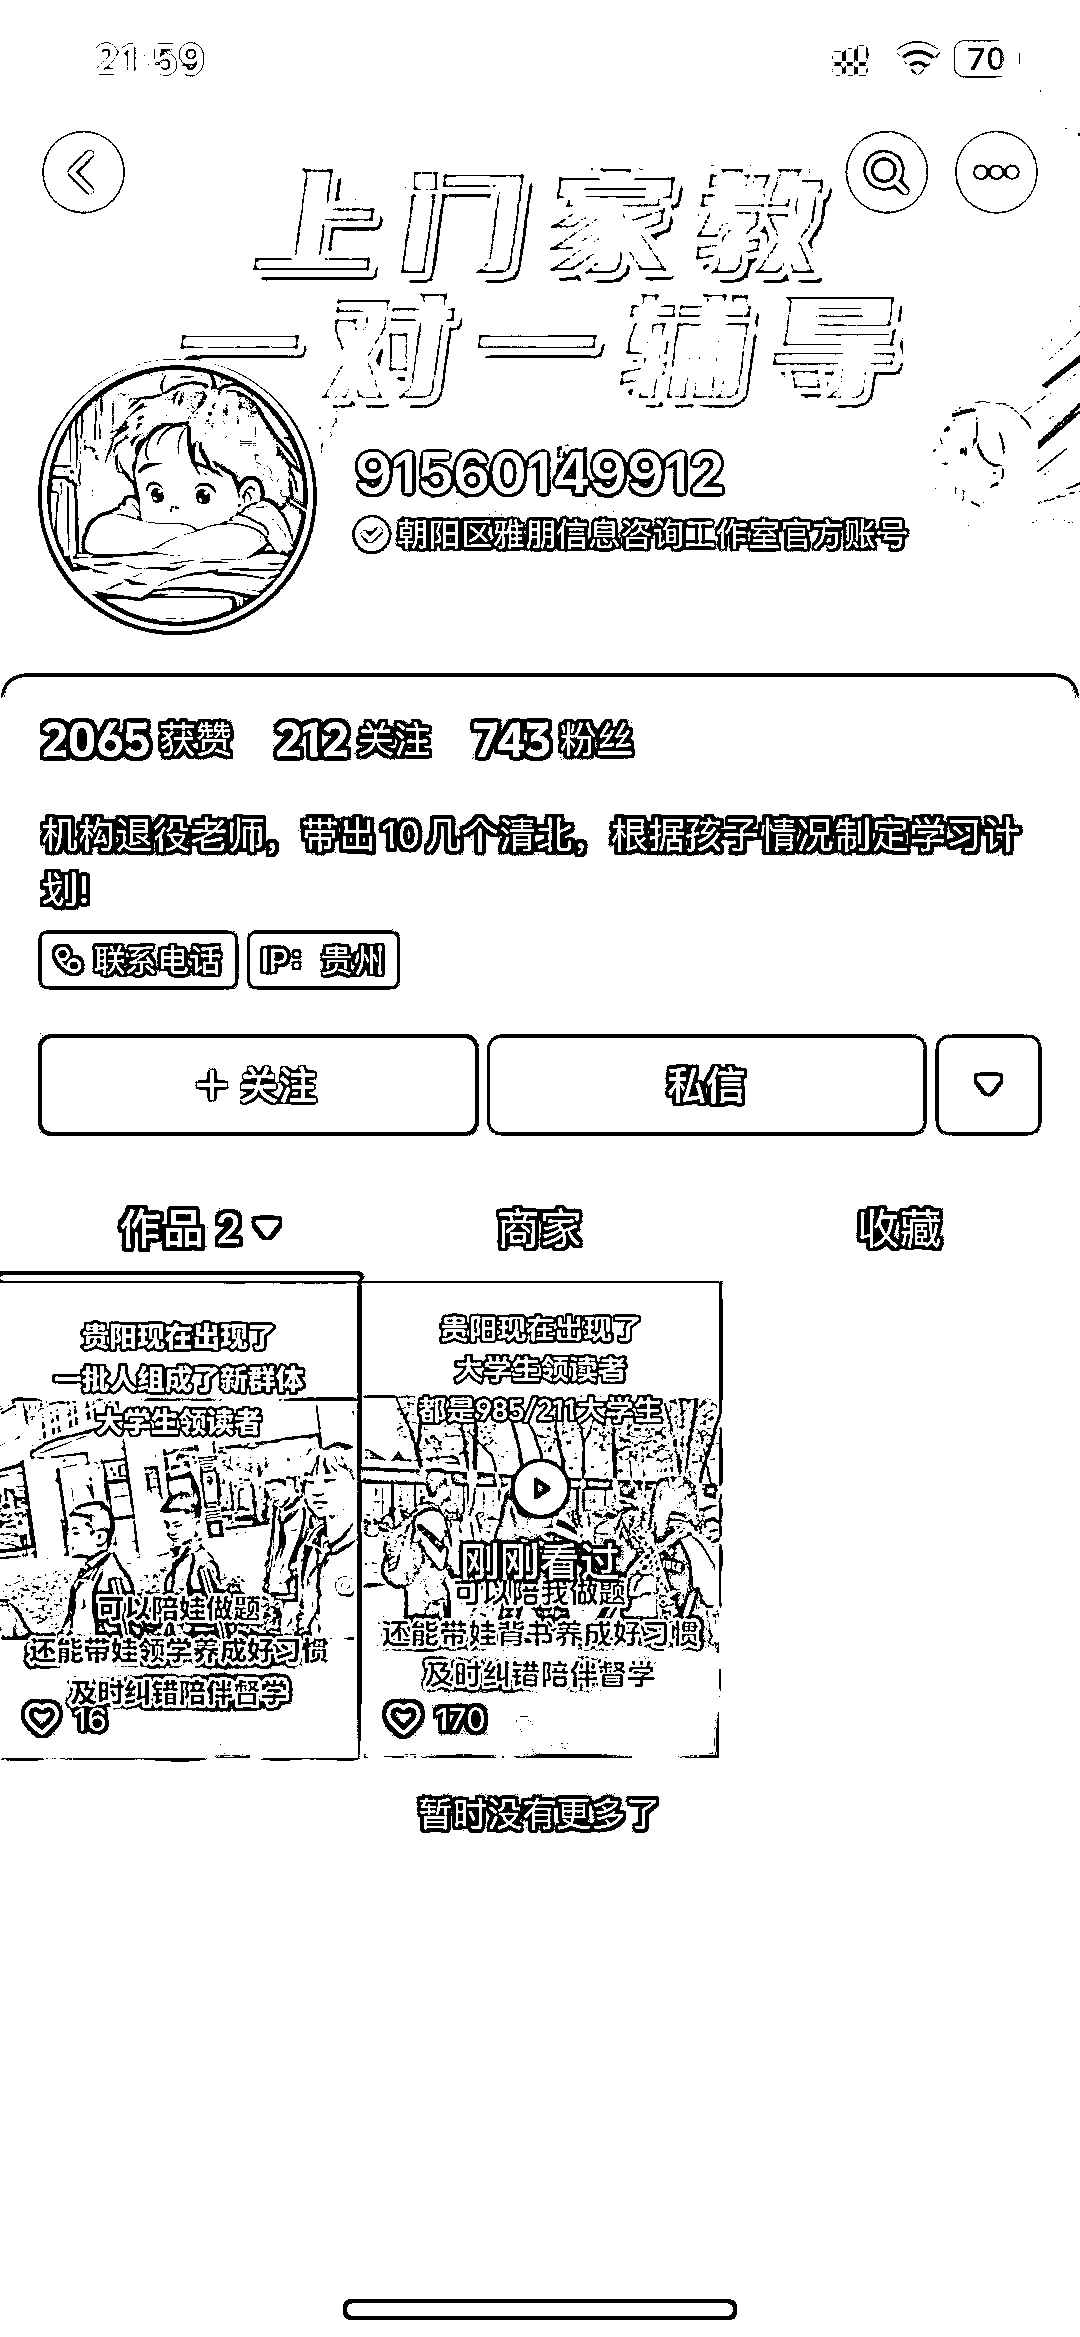 21:59
70
上门家教
一对一辅导
91560149912
朝阳区雅朋信息咨询工作室官方账号
2065 获赞 212 关注 743 粉丝
机构退役老师，带出10几个清北，根据孩子情况制定学习计
划!
联系电话 IP：贵州
+ 关注 私信
作品 2 商家 收藏
贵阳现在出现了
一批人组成了新群体
大学生领读者
可以陪娃做题
还能带娃领学养成好习惯
及时纠错陪伴督学
16
贵阳现在出现了
大学生领读者
都是985/211大学生
刚刚看过
可以陪我做题
还能带娃背书养成好习惯
及时纠错陪伴督学
170
暂时没有更多了